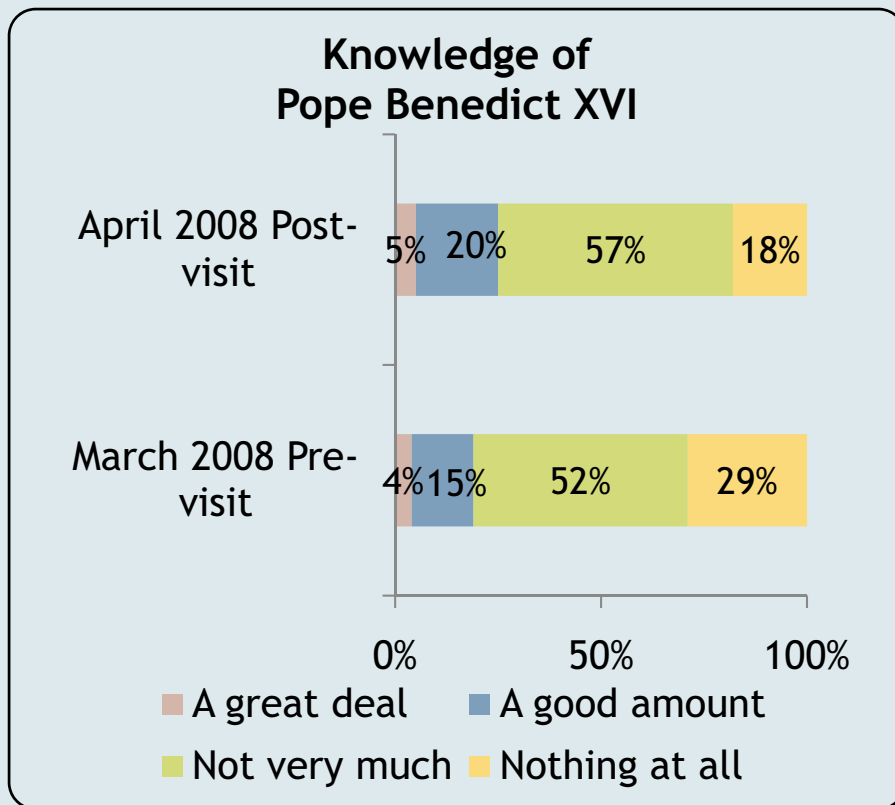 Knowledge of
Pope Benedict XVI
April 2008 Post-
visit
5% 20% 57% 18%
March 2008 Pre-
visit
4% 15% 52% 29%
0% 50% 100%
A great deal A good amount
Not very much Nothing at all